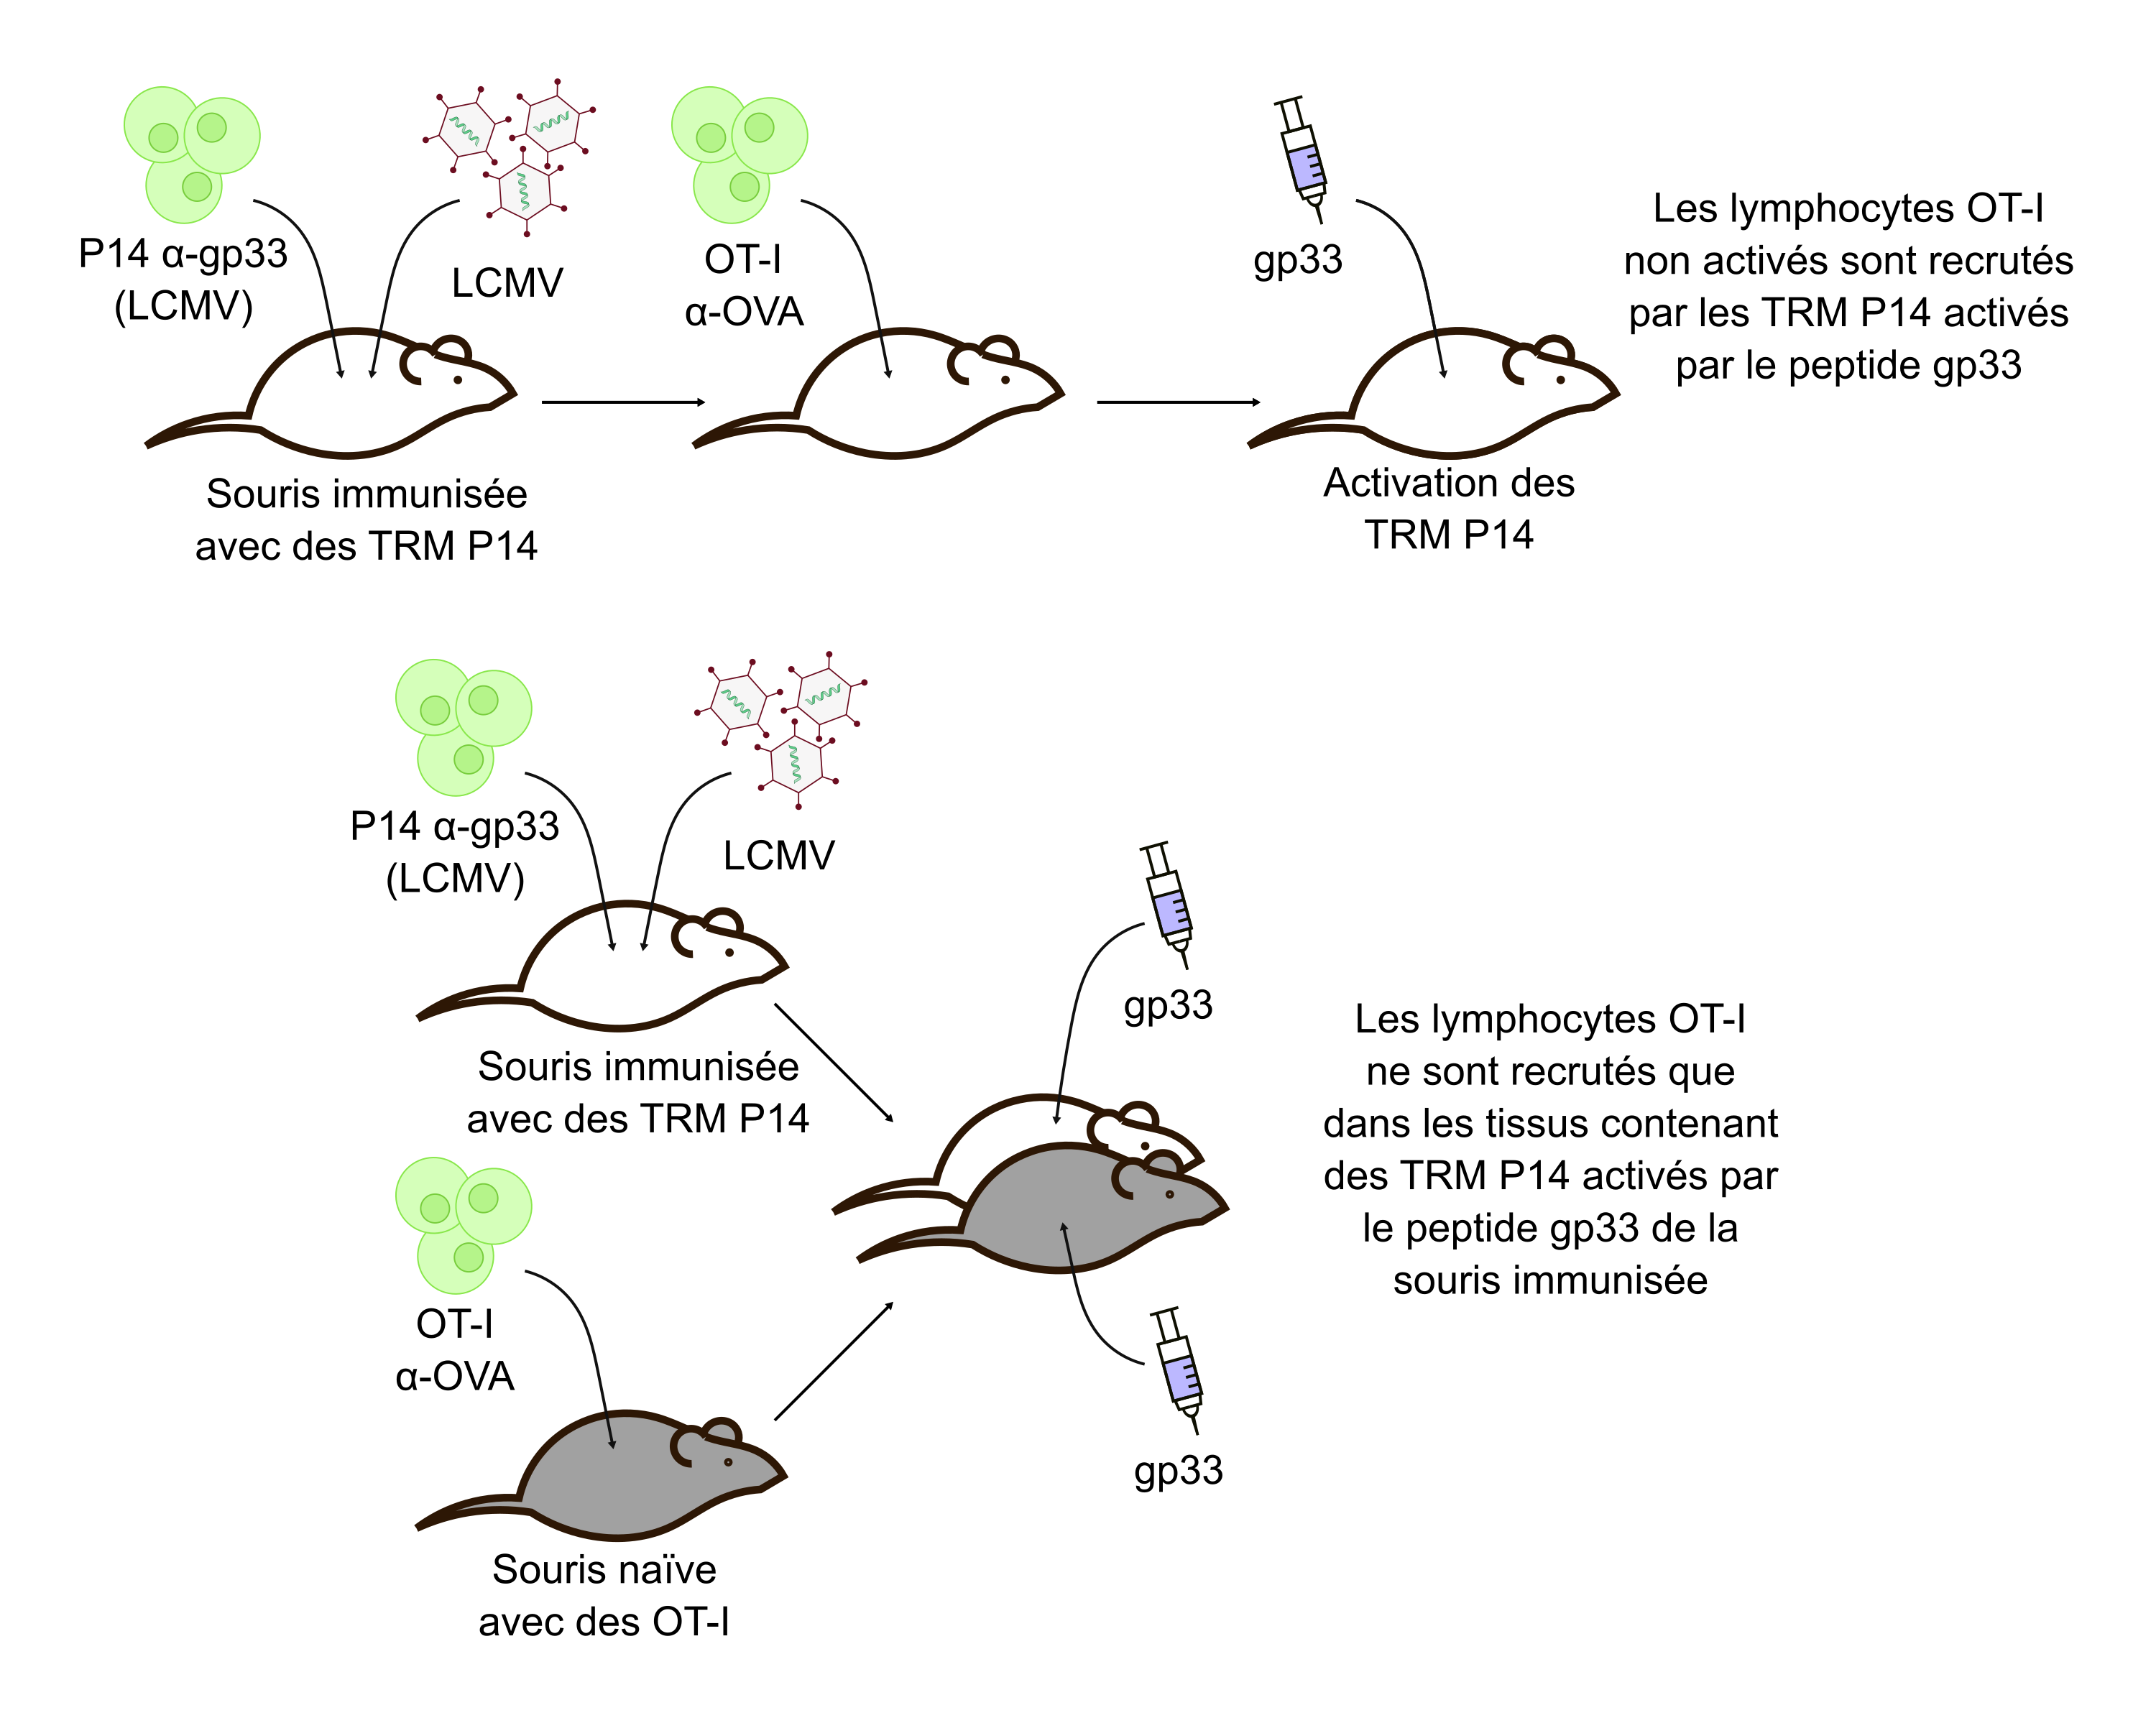 P14 α-gp33
(LCMV)
LCMV
OT-I
α-OVA
gp33
Les lymphocytes OT-I
non activés sont recrutés
par les TRM P14 activés
par le peptide gp33
Souris immunisée
avec des TRM P14
Activation des
TRM P14
P14 α-gp33
(LCMV)
LCMV
Souris immunisée
avec des TRM P14
gp33
OT-I
α-OVA
Souris naïve
avec des OT-I
gp33
Les lymphocytes OT-I
ne sont recrutés que
dans les tissus contenant
des TRM P14 activés par
le peptide gp33 de la
souris immunisée